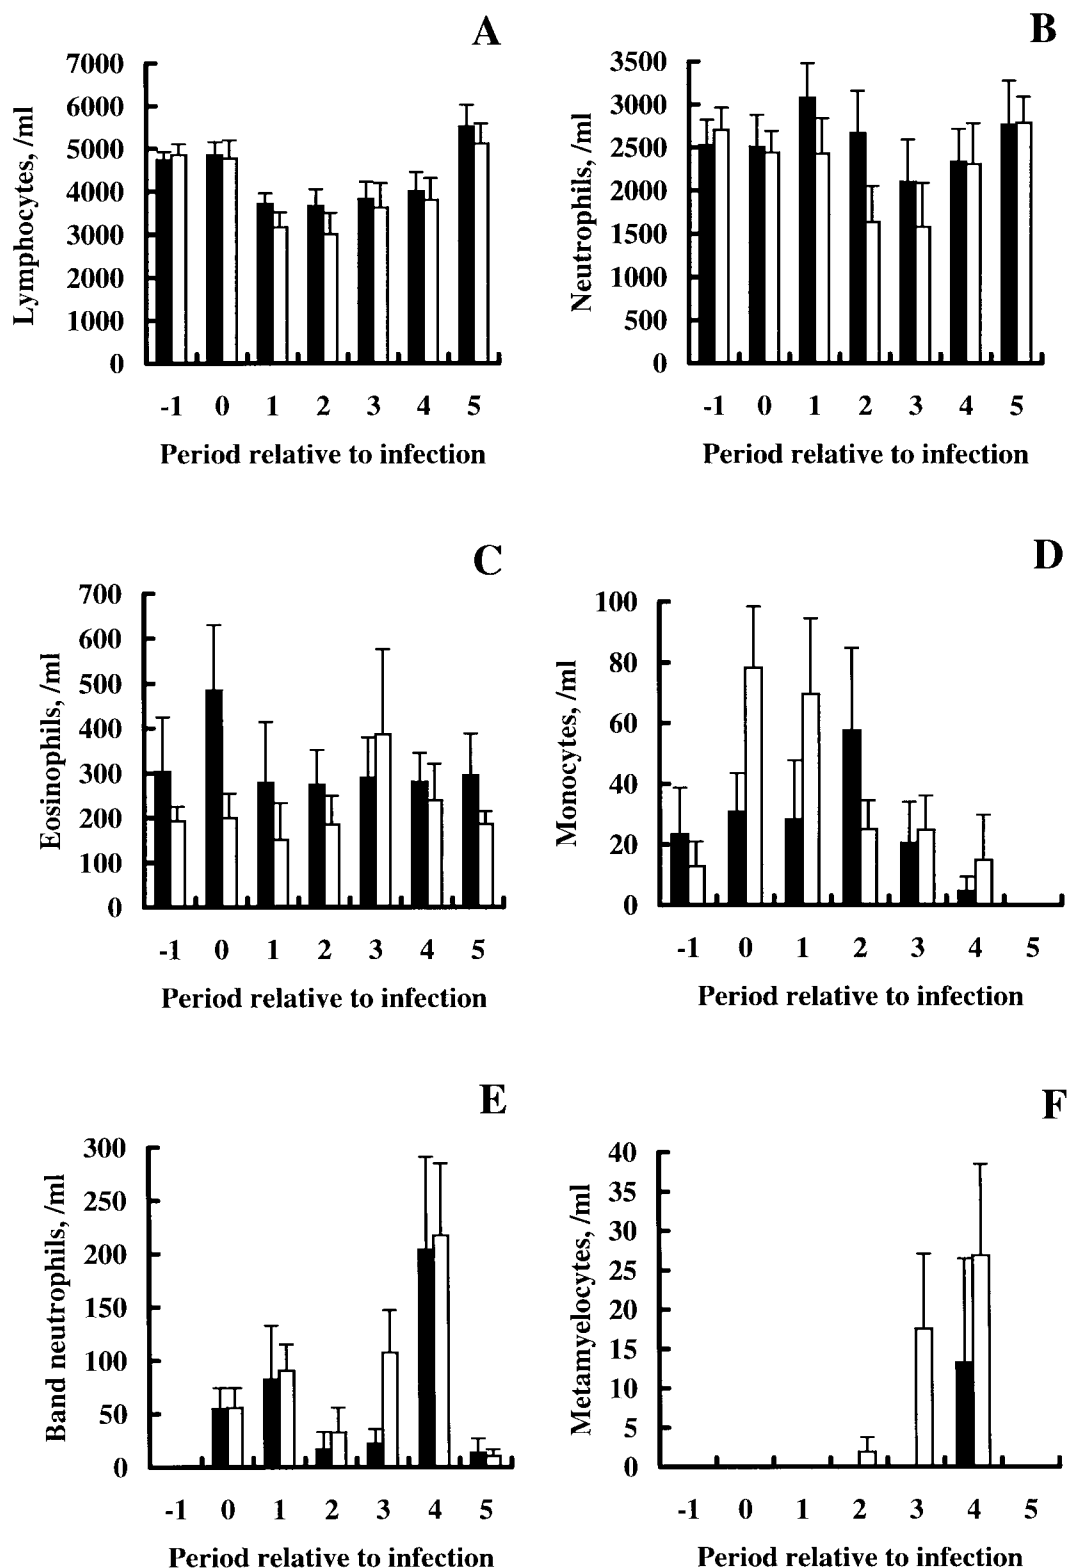 A
Lymphocytes, /ml
7000
6000
5000
4000
3000
2000
1000
0
-1 0 1 2 3 4 5
Period relative to infection
B
Neutrophils, /ml
3500
3000
2500
2000
1500
1000
500
0
-1 0 1 2 3 4 5
Period relative to infection
C
Eosinophils, /ml
700
600
500
400
300
200
100
0
-1 0 1 2 3 4 5
Period relative to infection
D
Monocytes, /ml
100
80
60
40
20
0
-1 0 1 2 3 4 5
Period relative to infection
E
Band neutrophils, /ml
300
250
200
150
100
50
0
-1 0 1 2 3 4 5
Period relative to infection
F
Metamyelocytes, /ml
40
35
30
25
20
15
10
5
0
-1 0 1 2 3 4 5
Period relative to infection